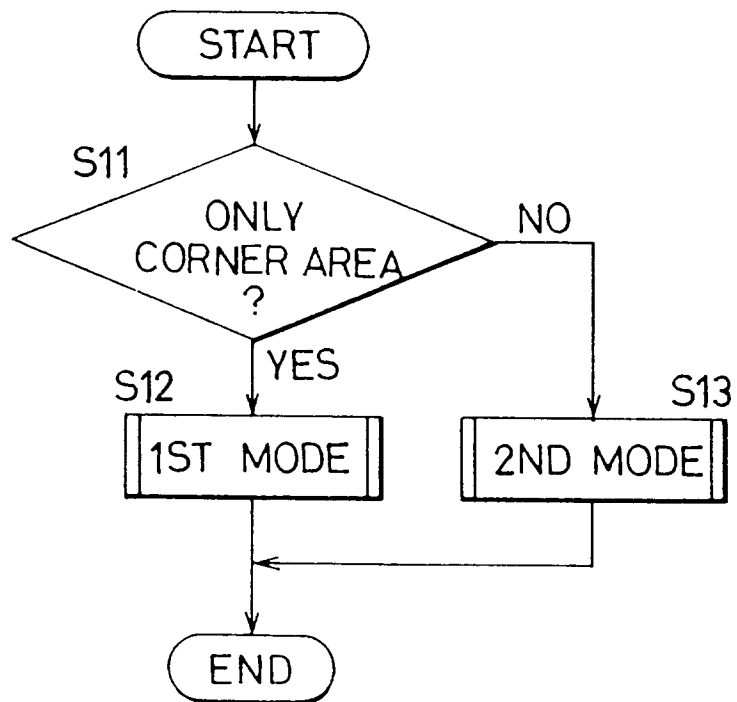 START
S11
ONLY
CORNER AREA
?
NO
YES
S12
S13
1ST MODE
2ND MODE
END